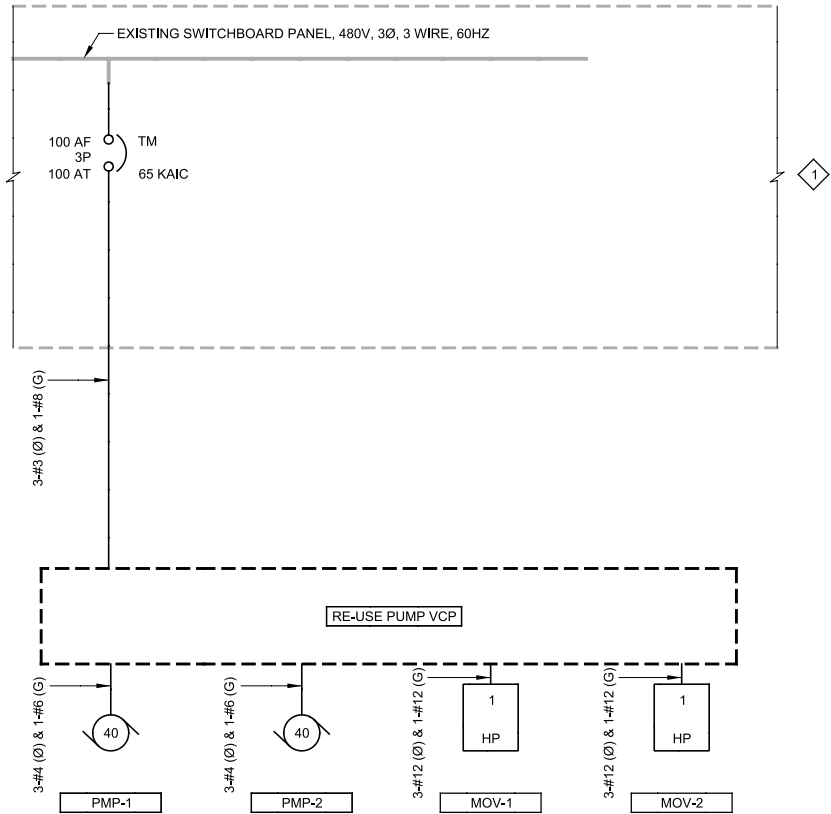 EXISTING SWITCHBOARD PANEL, 480V, 3Ø, 3 WIRE, 60HZ
100 AF
3P
100 AT
TM
65 KAIC
1
3-#3 (Ø) & 1-#8 (G)
RE-USE PUMP VCP
3-#4 (Ø) & 1-#6 (G)
40
PMP-1
3-#4 (Ø) & 1-#6 (G)
40
PMP-2
3-#12 (Ø) & 1-#12 (G)
1
HP
MOV-1
3-#12 (Ø) & 1-#12 (G)
1
HP
MOV-2